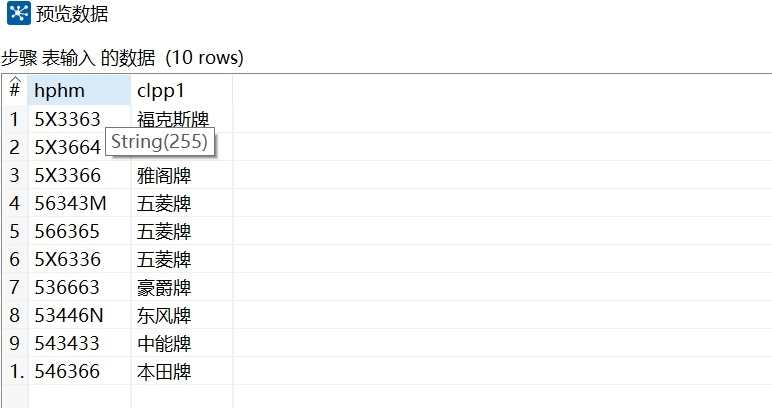 预览数据
步骤 表输入 的数据 (10 rows)
# hphm clpp1
1 5X3363 福克斯牌
String(255)
2 5X3664
3 5X3366 雅阁牌
4 56343M 五菱牌
5 566365 五菱牌
6 5X6336 五菱牌
7 536663 豪爵牌
8 53446N 东风牌
9 543433 中能牌
1. 546366 本田牌